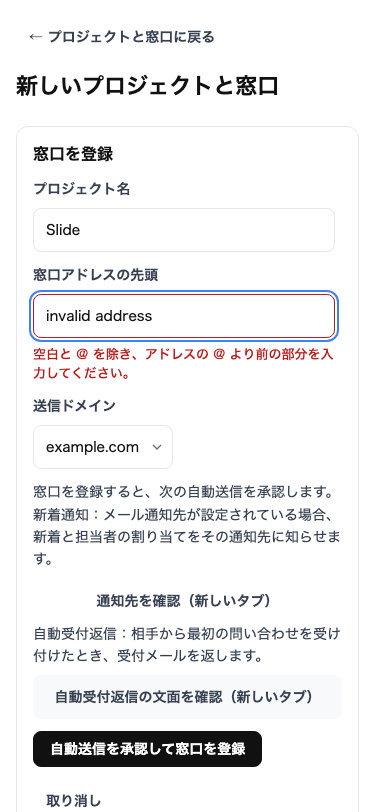 ← プロジェクトと窓口に戻る
新しいプロジェクトと窓口
窓口を登録
プロジェクト名
Slide
窓口アドレスの先頭
invalid address
空白と @ を除き、アドレスの @ より前の部分を入
力してください。
送信ドメイン
example.com
窓口を登録すると、次の自動送信を承認します。
新着通知：メール通知先が設定されている場合、
新着と担当者の割り当てをその通知先に知らせま
す。
通知先を確認（新しいタブ）
自動受付返信：相手から最初の問い合わせを受け
付けたとき、受付メールを返します。
自動受付返信の文面を確認（新しいタブ）
自動送信を承認して窓口を登録
取り消し